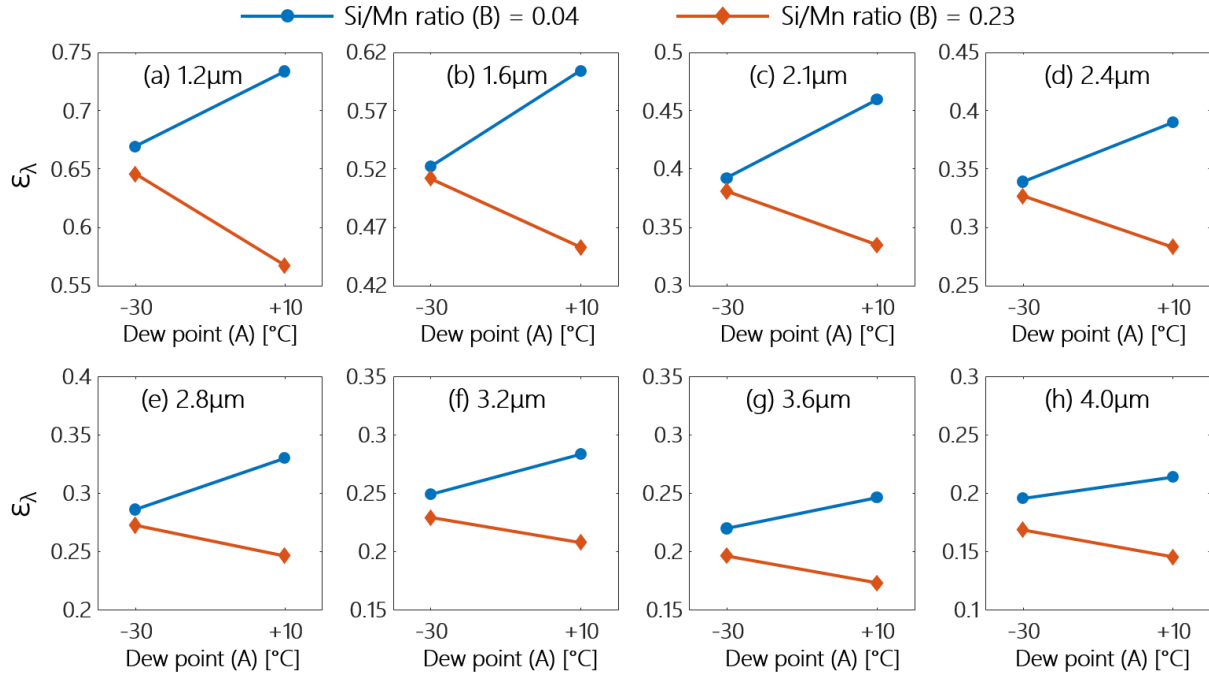 Si/Mn ratio (B) = 0.04 Si/Mn ratio (B) = 0.23
(a) 1.2µm
0.75
0.7
0.65
0.6
0.55
ελ
-30 +10
Dew point (A) [°C]
(b) 1.6µm
0.62
0.57
0.52
0.47
0.42
-30 +10
Dew point (A) [°C]
(c) 2.1µm
0.5
0.45
0.4
0.35
0.3
-30 +10
Dew point (A) [°C]
(d) 2.4µm
0.45
0.4
0.35
0.3
0.25
-30 +10
Dew point (A) [°C]
(e) 2.8µm
0.4
0.35
0.3
0.25
0.2
ελ
-30 +10
Dew point (A) [°C]
(f) 3.2µm
0.35
0.3
0.25
0.2
0.15
-30 +10
Dew point (A) [°C]
(g) 3.6µm
0.35
0.3
0.25
0.2
0.15
-30 +10
Dew point (A) [°C]
(h) 4.0µm
0.3
0.25
0.2
0.15
0.1
-30 +10
Dew point (A) [°C]